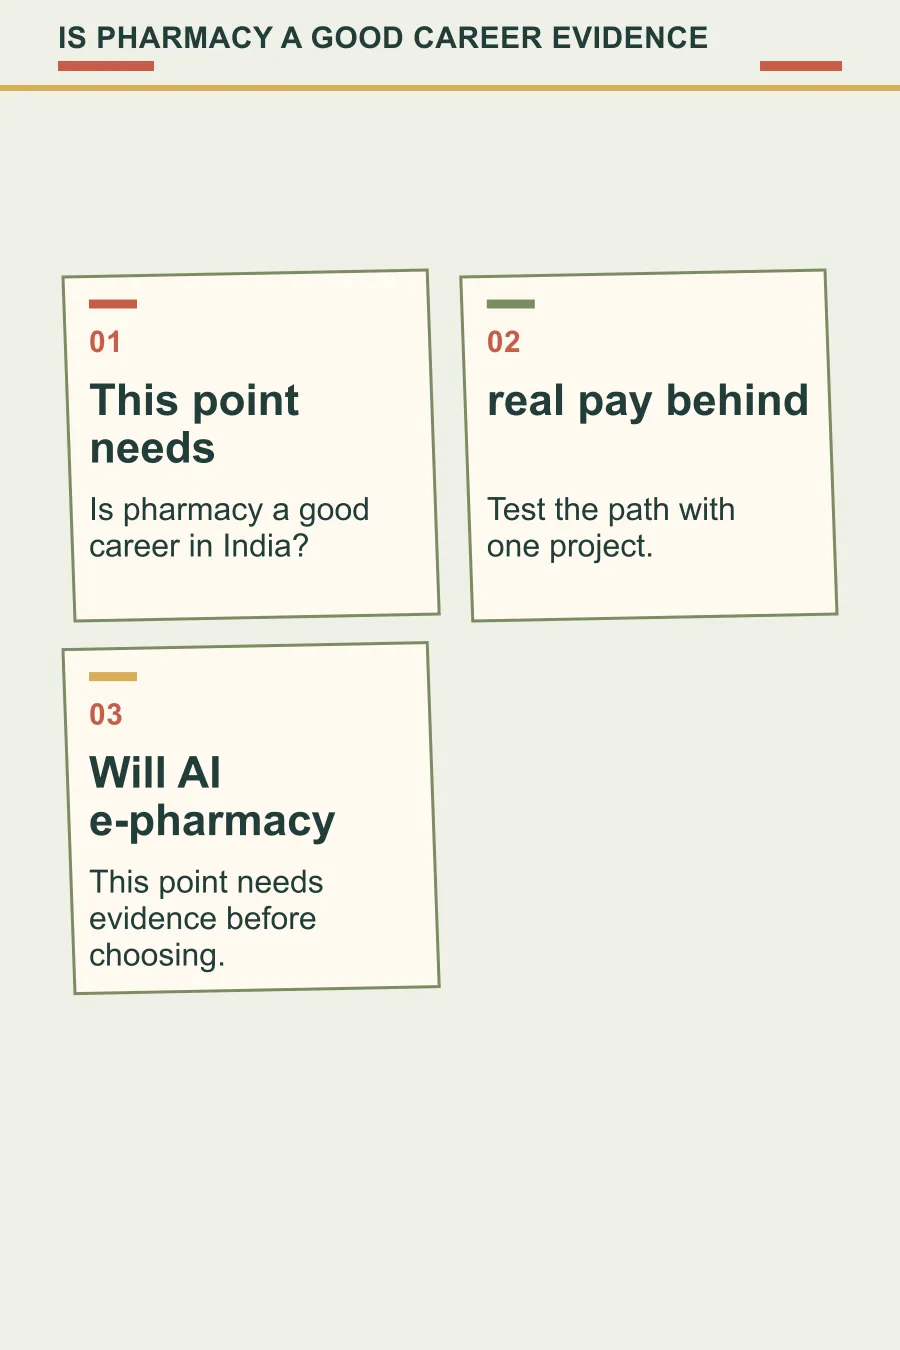 IS PHARMACY A GOOD CAREER EVIDENCE
01
This point
needs
Is pharmacy a good
career in India?
02
real pay behind
Test the path with
one project.
03
Will AI
e-pharmacy
This point needs
evidence before
choosing.